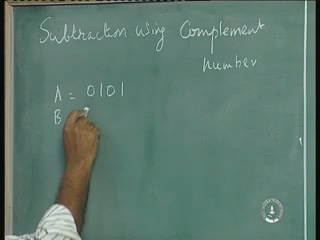 Subtraction using Complement
number
A = 0101
B